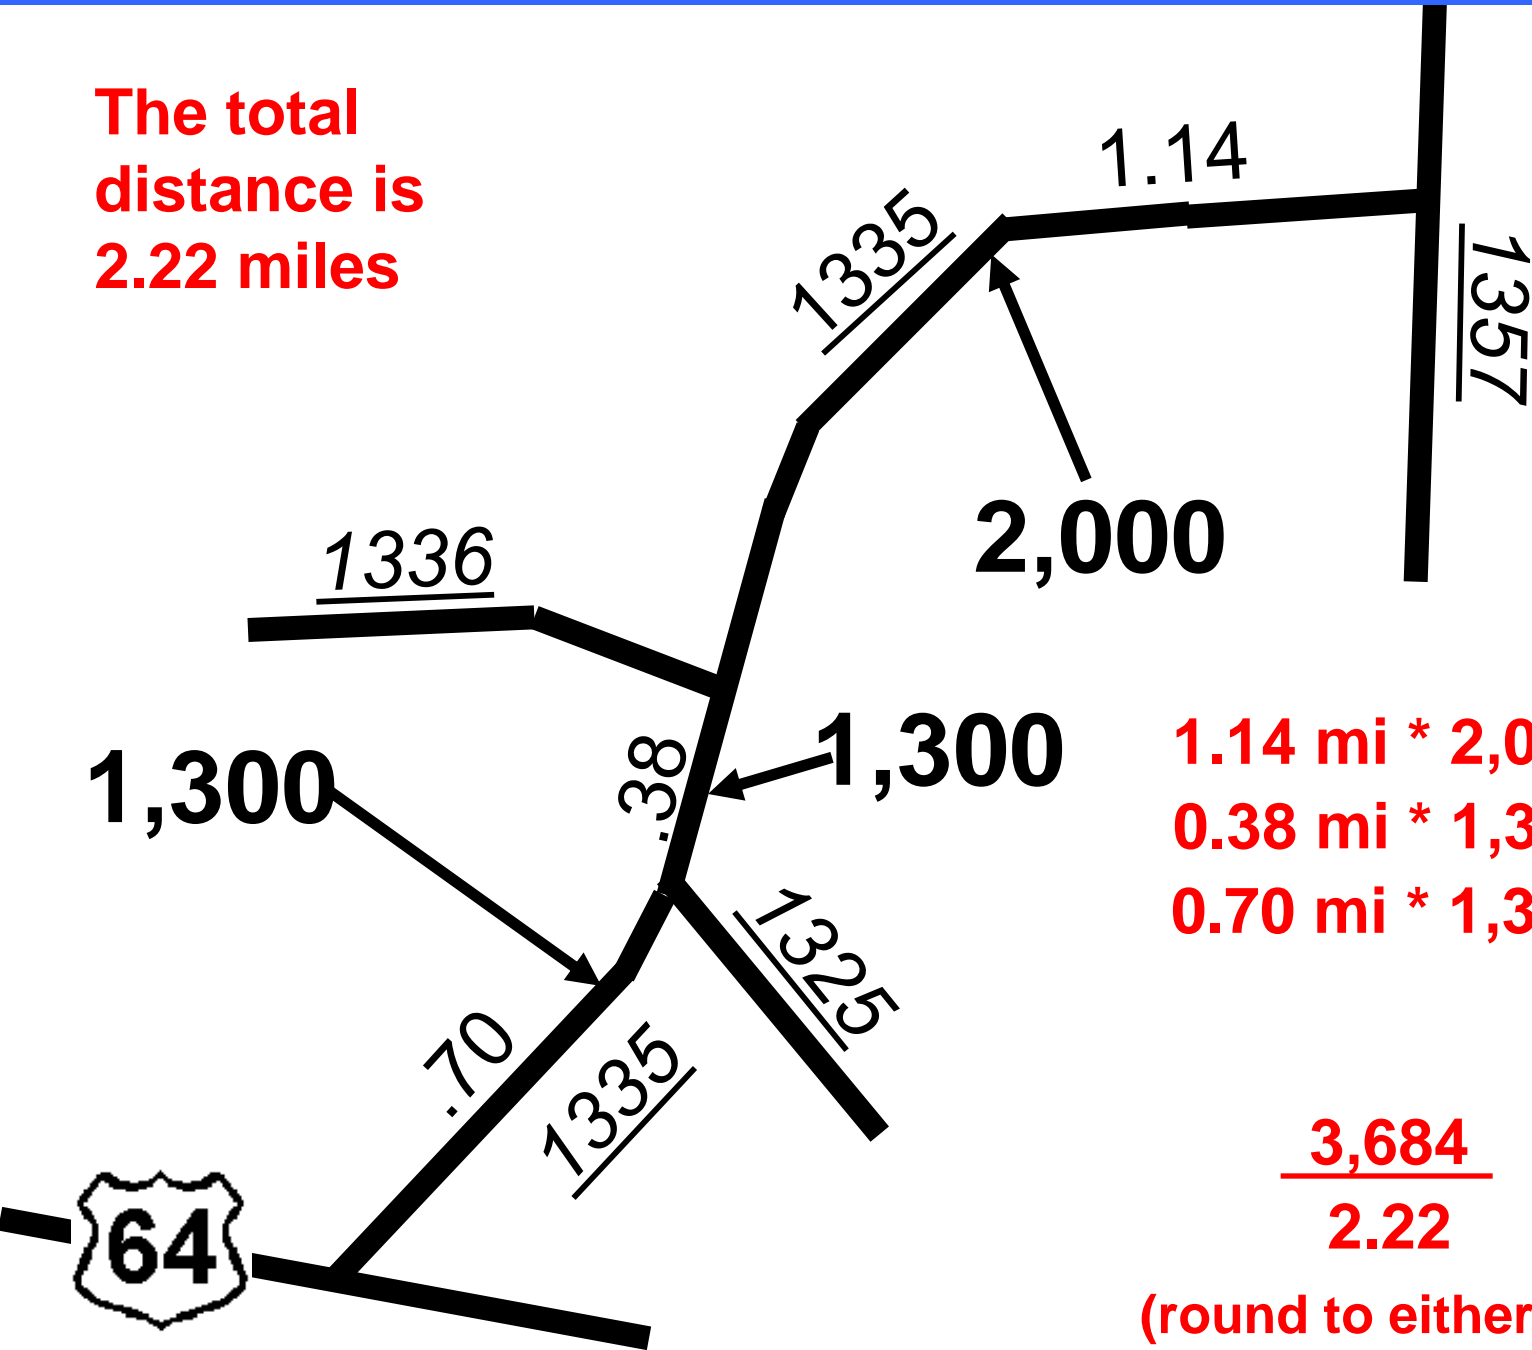 The total
distance is
2.22 miles
1.14
1335
1357
2,000
1336
1,300
.38
1,300
1.14 mi * 2,0
0.38 mi * 1,3
0.70 mi * 1,3
1325
.70
1335
3,684
2.22
64
(round to either